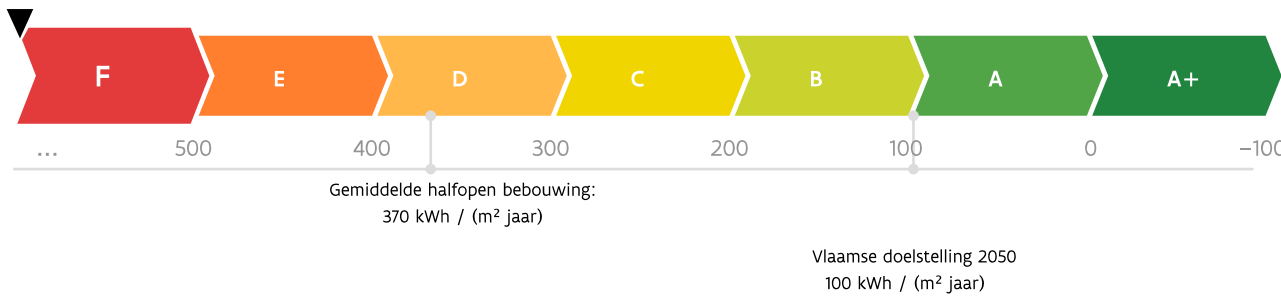 F E D C B A A+
... 500 400 300 200 100 0 −100
Gemiddelde halfopen bebouwing:
370 kWh / (m² jaar)
Vlaamse doelstelling 2050
100 kWh / (m² jaar)